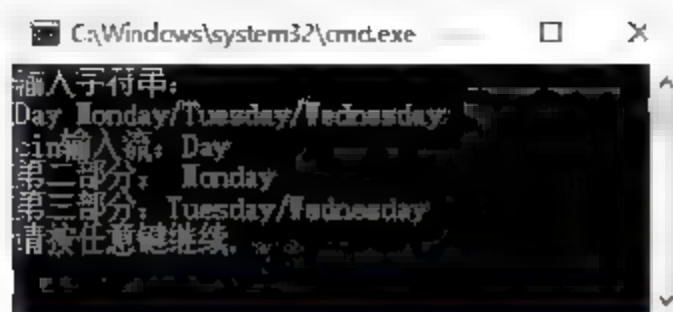 C:\Windows\system32\cmd.exe
输入字符串:
Day Monday/Tuesday/Wednesday
cin输入流: Day
第二部分: Monday
第三部分: Tuesday/Wednesday
请按任意键继续. . .